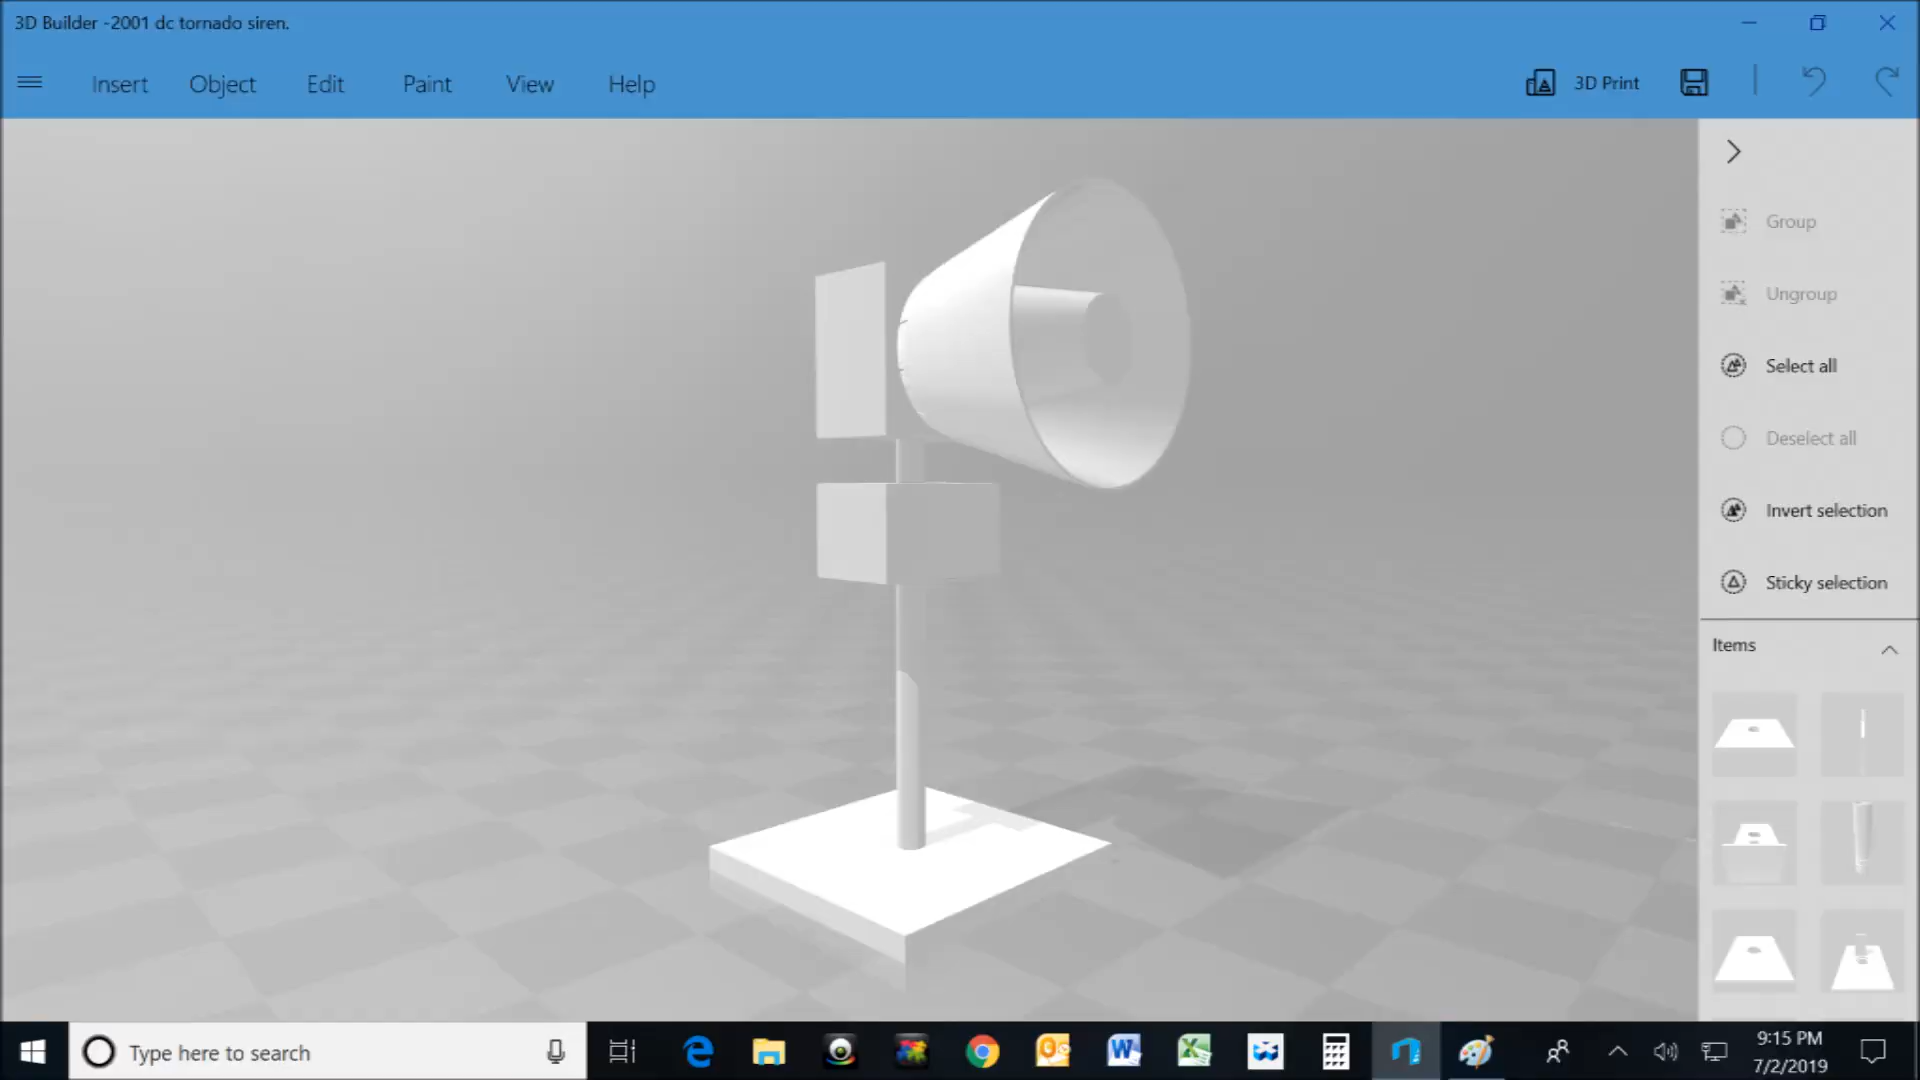 3D Builder -2001 dc tornado siren.
Insert Object Edit Paint View Help 3D Print
Group
Ungroup
Select all
Deselect all
Invert selection
Sticky selection
Items
Type here to search
9:15 PM
7/2/2019